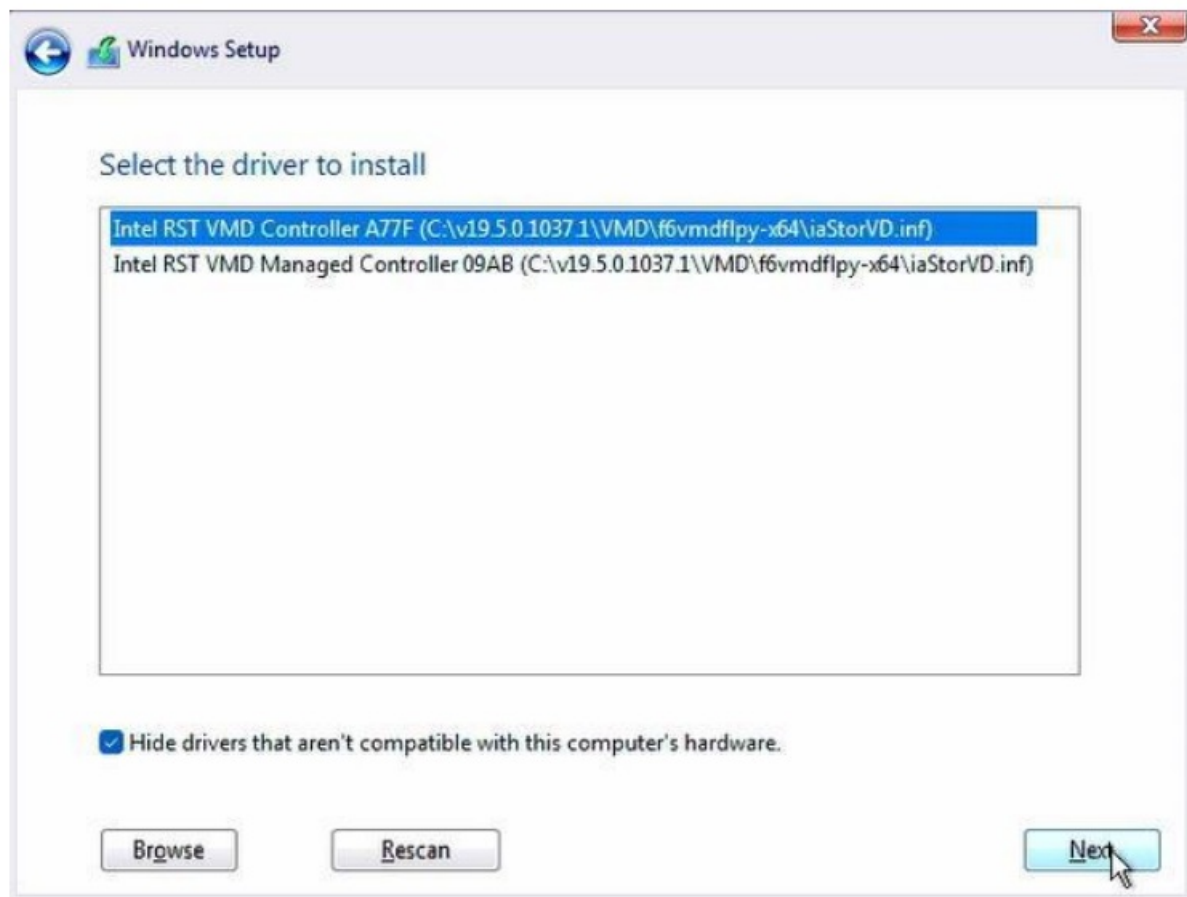 Windows Setup
Select the driver to install
Intel RST VMD Controller A77F (C:\v19.5.0.1037.1\VMD\f6vmdflpy-x64\iaStorVD.inf)
Intel RST VMD Managed Controller 09AB (C:\v19.5.0.1037.1\VMD\f6vmdflpy-x64\iaStorVD.inf)
Hide drivers that aren't compatible with this computer's hardware.
Browse
Rescan
Next